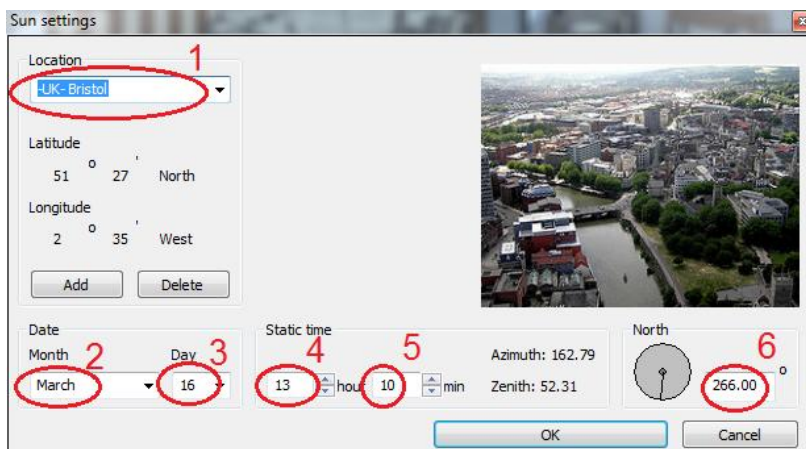 Sun settings
Location
1
-UK- Bristol
Latitude
51 o 27 ' North
Longitude
2 o 35 ' West
Add Delete
Date
Month Day
2 3
March 16
Static time
4 5
13 hour 10 min
Azimuth: 162.79
Zenith: 52.31
North
6
266.00 o
OK Cancel